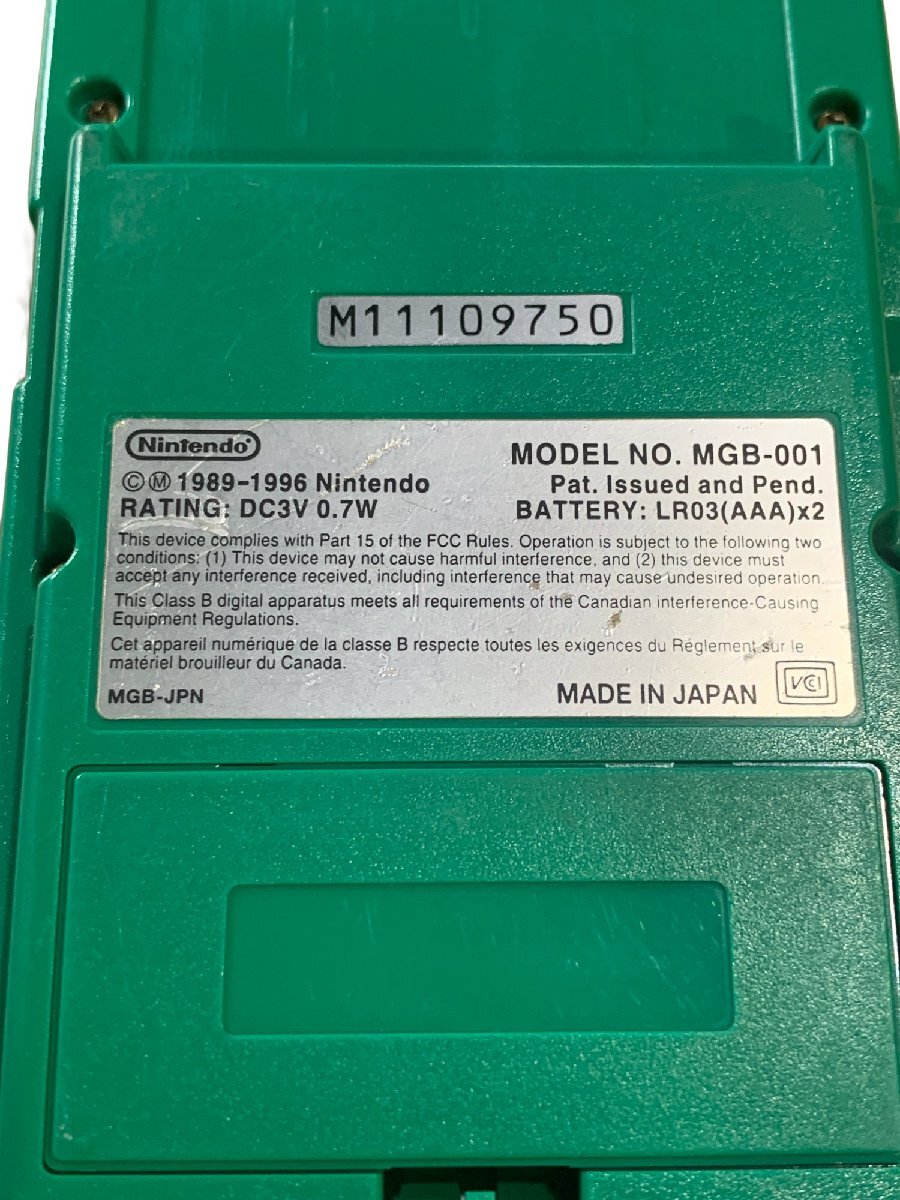 M11109750
Nintendo®
MODEL NO. MGB-001
©Ⓜ 1989-1996 Nintendo
Pat. Issued and Pend.
RATING: DC3V 0.7W
BATTERY: LR03(AAA)x2
This device complies with Part 15 of the FCC Rules. Operation is subject to the following two
conditions: (1) This device may not cause harmful interference, and (2) this device must
accept any interference received, including interference that may cause undesired operation.
This Class B digital apparatus meets all requirements of the Canadian interference-Causing
Equipment Regulations.
Cet appareil numérique de la classe B respecte toutes les exigences du Réglement sur le
matériel brouilleur du Canada.
MGB-JPN
MADE IN JAPAN
VCI